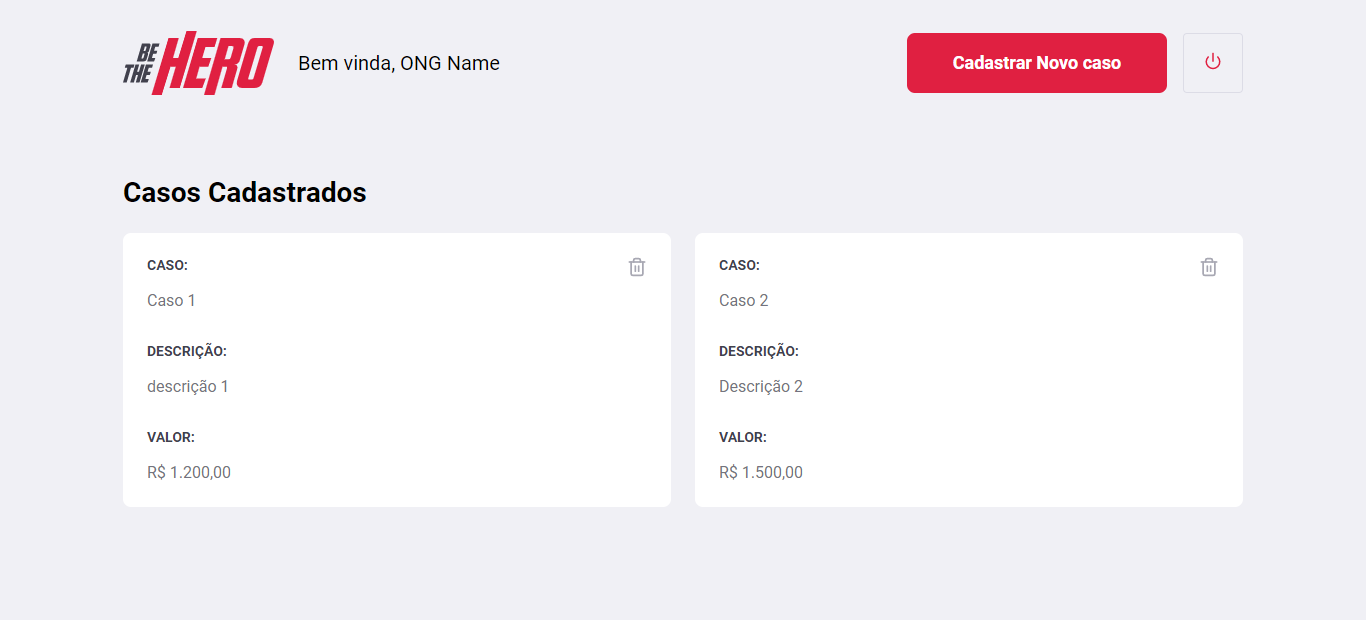 BE THE HERO
Bem vinda, ONG Name
Cadastrar Novo caso
Casos Cadastrados
CASO:
Caso 1
DESCRIÇÃO:
descrição 1
VALOR:
R$ 1.200,00
CASO:
Caso 2
DESCRIÇÃO:
Descrição 2
VALOR:
R$ 1.500,00